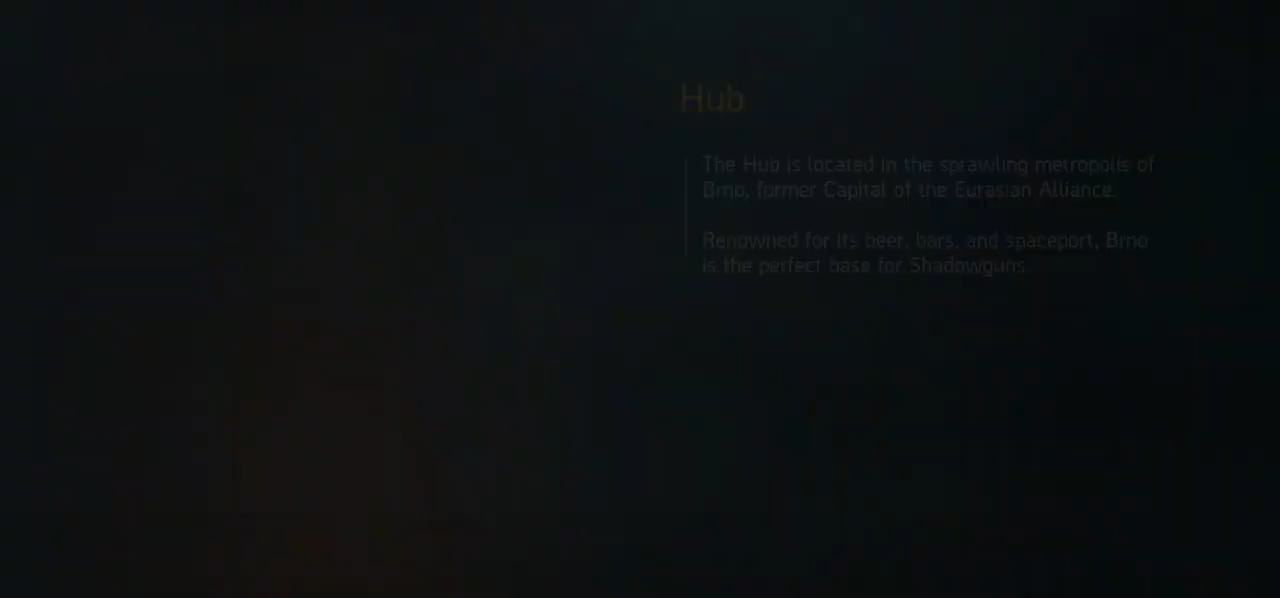 Hub
The Hub is located in the sprawling metropolis of
Brno, former Capital of the Eurasian Alliance.
Renowned for its beer, bars, and spaceport, Brno
is the perfect base for Shadowguns.